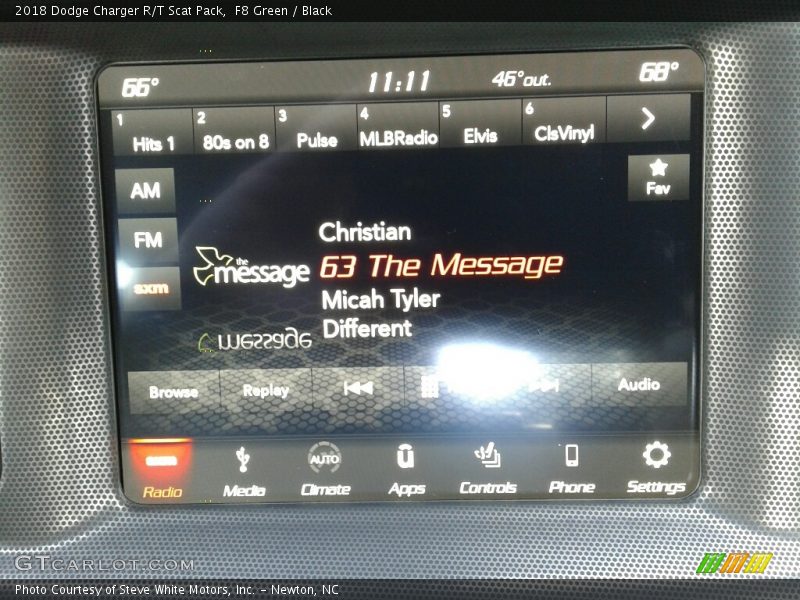 2018 Dodge Charger R/T Scat Pack,  F8 Green / Black
66° 11:11 46°out. 68°
1 Hits 1 2 80s on 8 3 Pulse 4 MLBRadio 5 Elvis 6 ClsVinyl
AM Fav
FM
sxm
Christian
the message 63 The Message
Micah Tyler
message Different
Browse Replay Audio
sxm AUTO
Radio Media Climate Apps Controls Phone Settings
GTCARLOT.COM
Photo Courtesy of Steve White Motors, Inc. - Newton, NC